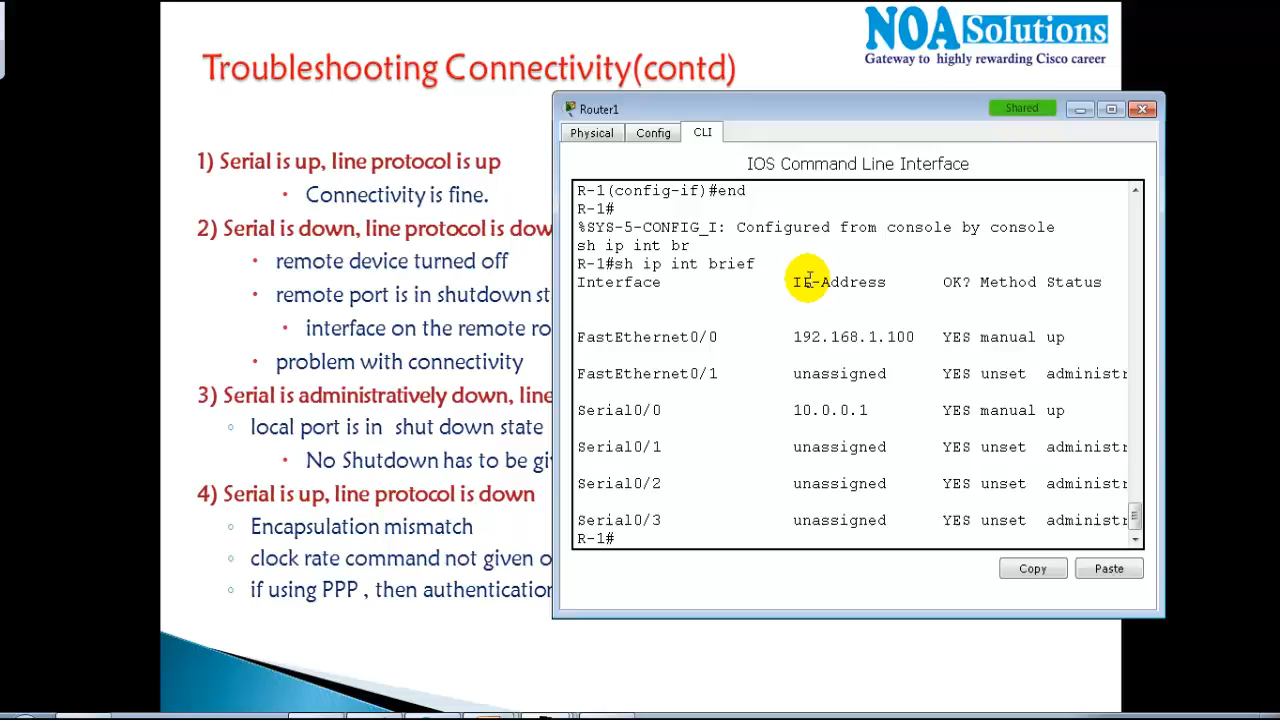 Troubleshooting Connectivity(contd)
NOA Solutions
Gateway to highly rewarding Cisco career
1) Serial is up, line protocol is up
• Connectivity is fine.
2) Serial is down, line protocol is dow
• remote device turned off
• remote port is in shutdown st
• interface on the remote ro
• problem with connectivity
3) Serial is administratively down, line
◦ local port is in shut down state
• No Shutdown has to be gi
4) Serial is up, line protocol is down
◦ Encapsulation mismatch
◦ clock rate command not given o
◦ if using PPP , then authentication
Router1
Shared
Physical Config CLI
IOS Command Line Interface
R-1(config-if)#end
R-1#
%SYS-5-CONFIG_I: Configured from console by console
sh ip int br
R-1#sh ip int brief
Interface IP-Address OK? Method Status
FastEthernet0/0 192.168.1.100 YES manual up
FastEthernet0/1 unassigned YES unset administr
Serial0/0 10.0.0.1 YES manual up
Serial0/1 unassigned YES unset administr
Serial0/2 unassigned YES unset administr
Serial0/3 unassigned YES unset administr
R-1#
Copy Paste